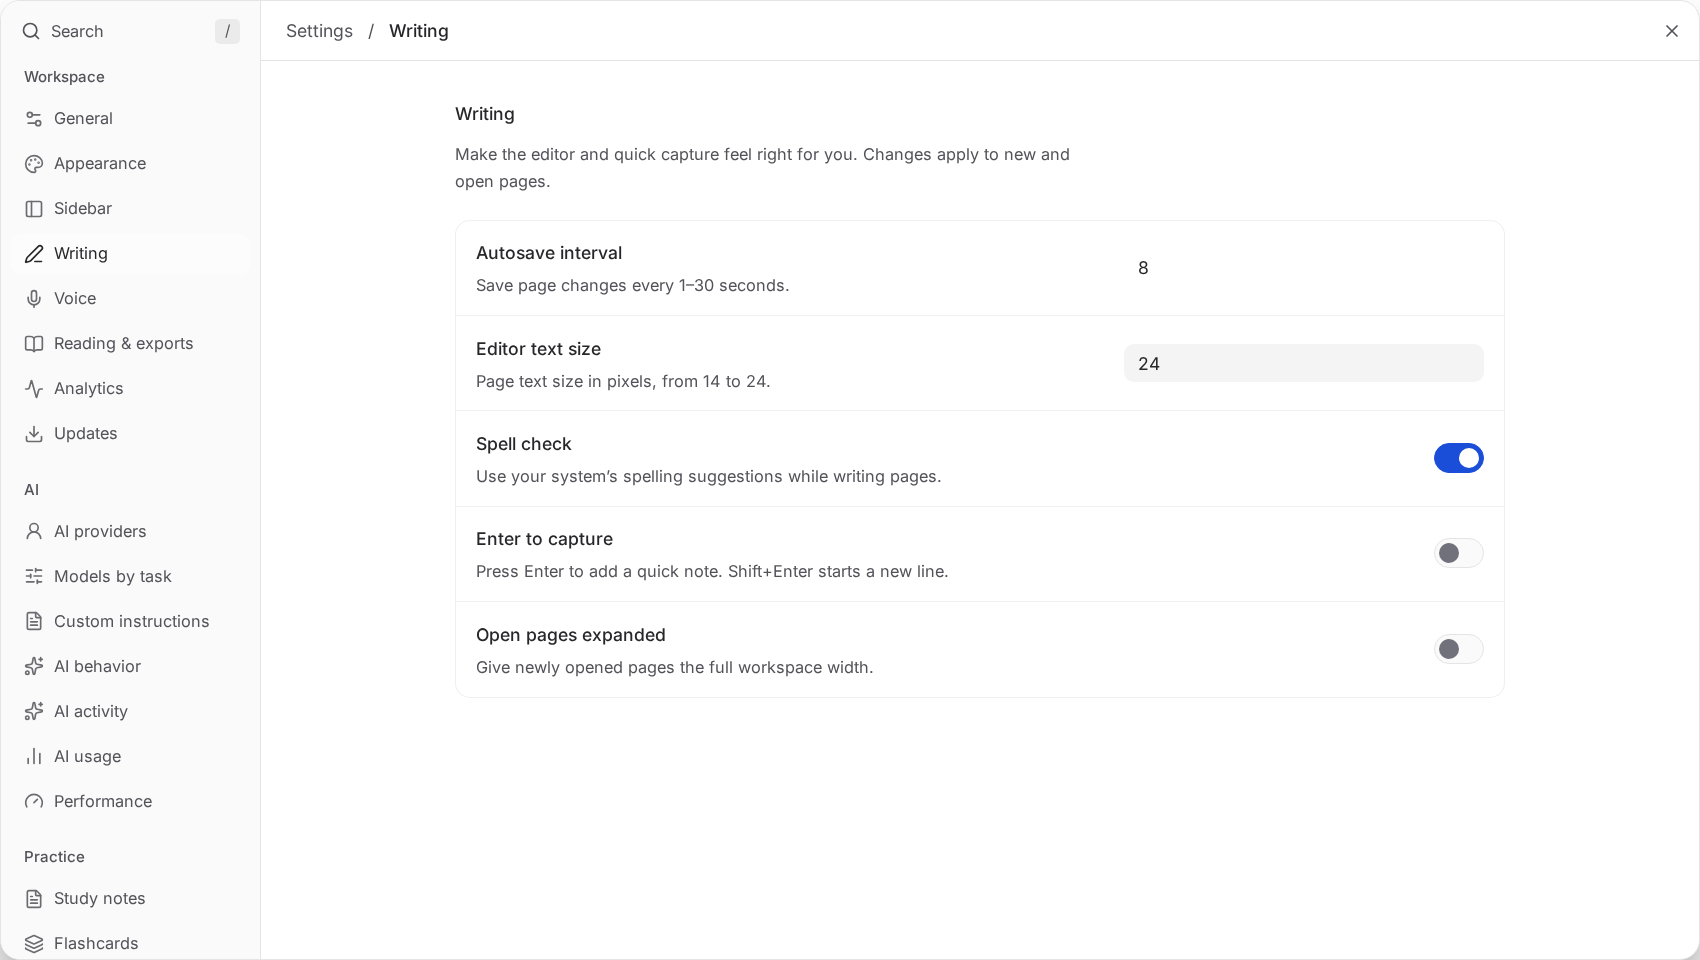 Search
/
Workspace
General
Appearance
Sidebar
Writing
Voice
Reading & exports
Analytics
Updates
AI
AI providers
Models by task
Custom instructions
AI behavior
AI activity
AI usage
Performance
Practice
Study notes
Flashcards
Settings / Writing
Writing
Make the editor and quick capture feel right for you. Changes apply to new and
open pages.
Autosave interval
Save page changes every 1–30 seconds.
8
Editor text size
Page text size in pixels, from 14 to 24.
24
Spell check
Use your system’s spelling suggestions while writing pages.
Enter to capture
Press Enter to add a quick note. Shift+Enter starts a new line.
Open pages expanded
Give newly opened pages the full workspace width.